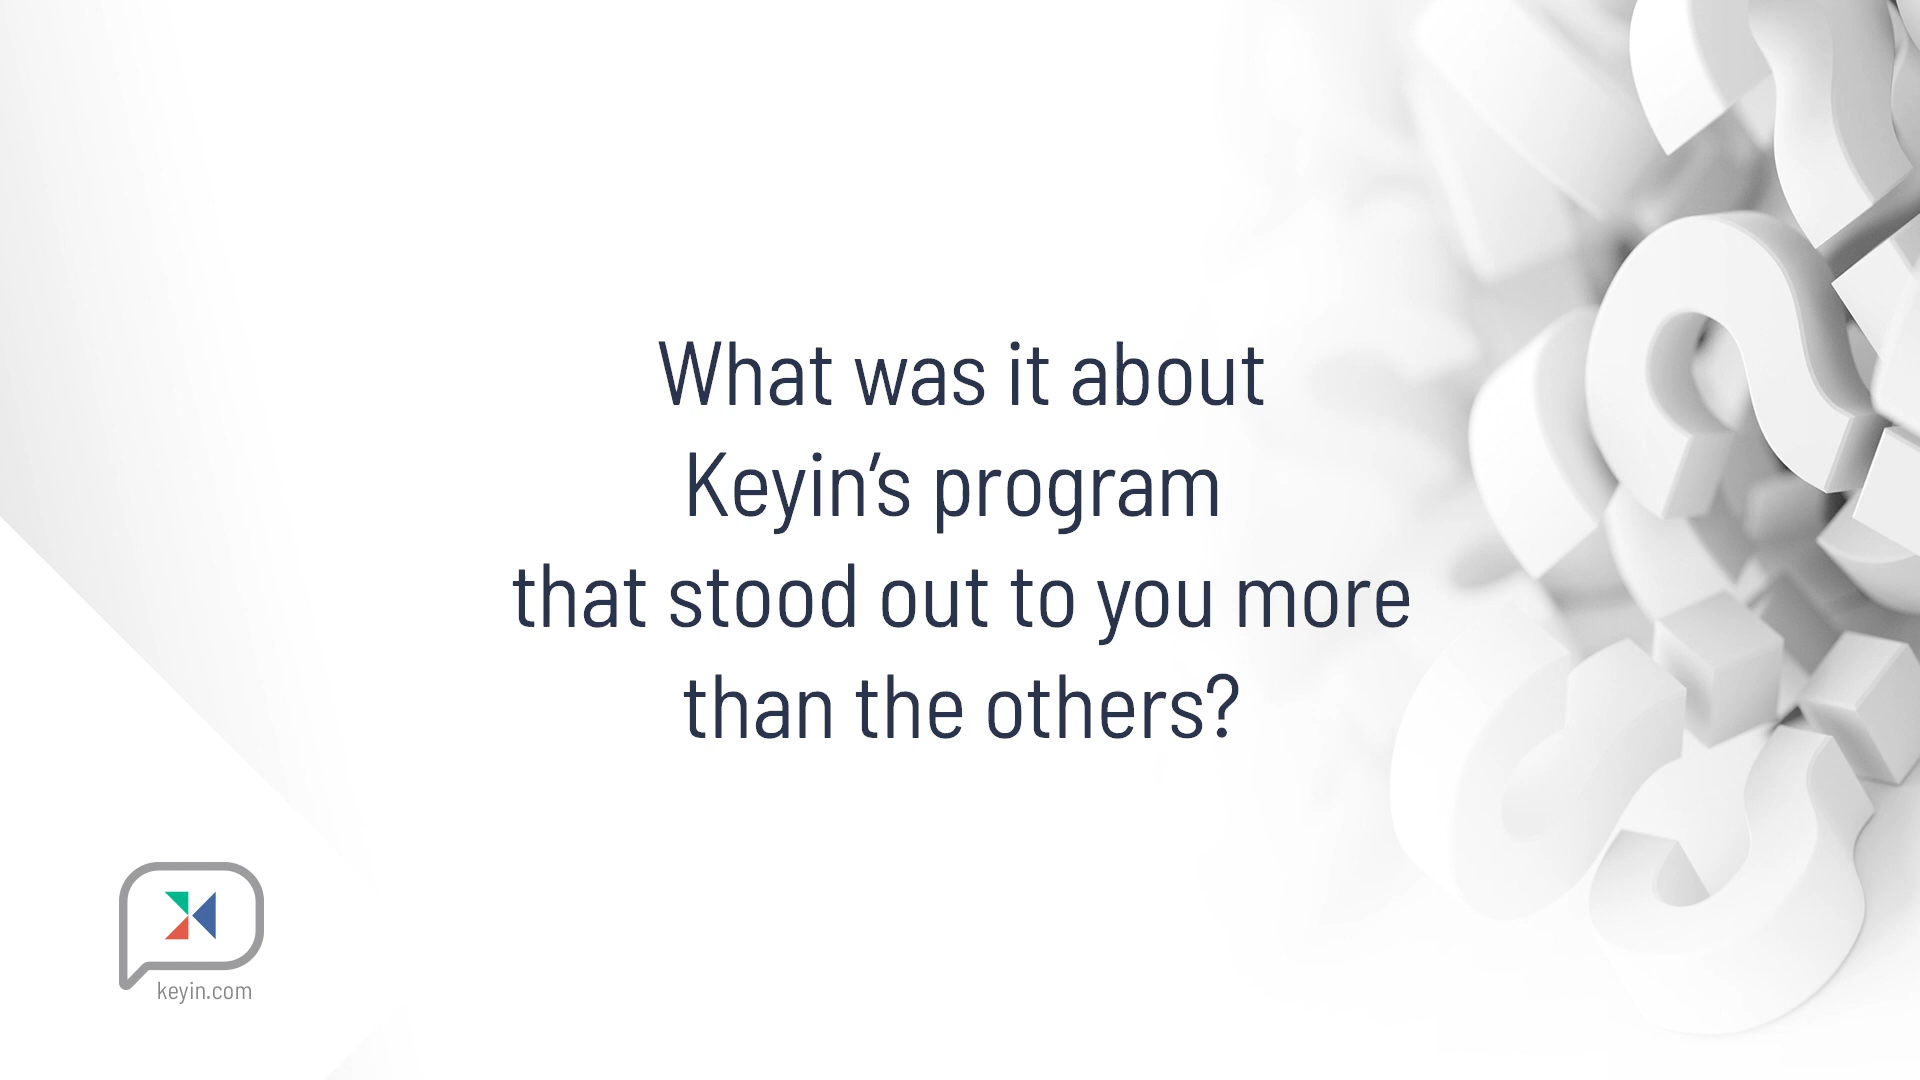 What was it about
Keyin’s program
that stood out to you more
than the others?
keyin.com